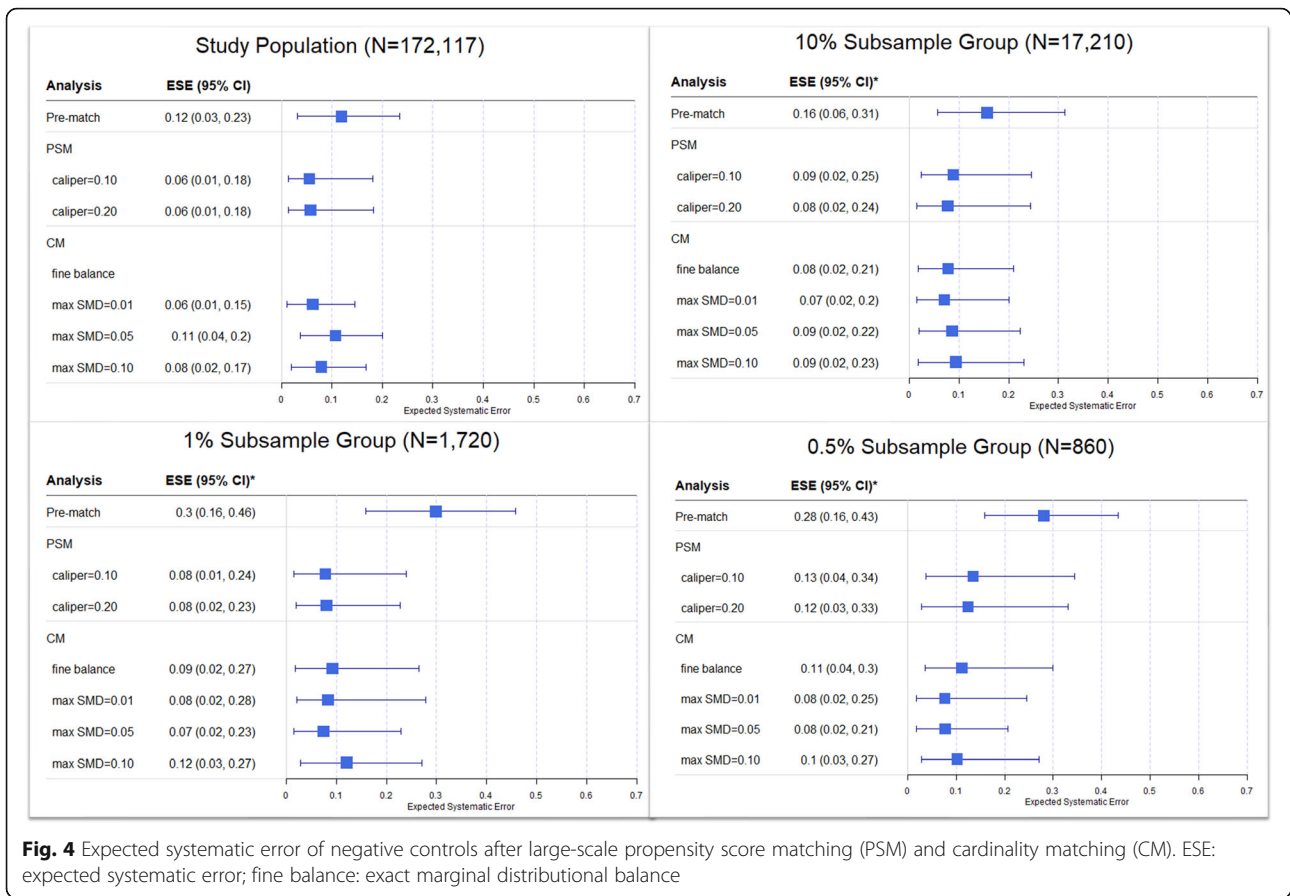 Study Population (N=172,117)
Analysis ESE (95% CI)
Pre-match 0.12 (0.03, 0.23)
PSM
caliper=0.10 0.06 (0.01, 0.18)
caliper=0.20 0.06 (0.01, 0.18)
CM
fine balance
max SMD=0.01 0.06 (0.01, 0.15)
max SMD=0.05 0.11 (0.04, 0.2)
max SMD=0.10 0.08 (0.02, 0.17)
0 0.1 0.2 0.3 0.4 0.5 0.6 0.7
Expected Systematic Error
10% Subsample Group (N=17,210)
Analysis ESE (95% CI)*
Pre-match 0.16 (0.06, 0.31)
PSM
caliper=0.10 0.09 (0.02, 0.25)
caliper=0.20 0.08 (0.02, 0.24)
CM
fine balance 0.08 (0.02, 0.21)
max SMD=0.01 0.07 (0.02, 0.2)
max SMD=0.05 0.09 (0.02, 0.22)
max SMD=0.10 0.09 (0.02, 0.23)
0 0.1 0.2 0.3 0.4 0.5 0.6 0.7
Expected Systematic Error
1% Subsample Group (N=1,720)
Analysis ESE (95% CI)*
Pre-match 0.3 (0.16, 0.46)
PSM
caliper=0.10 0.08 (0.01, 0.24)
caliper=0.20 0.08 (0.02, 0.23)
CM
fine balance 0.09 (0.02, 0.27)
max SMD=0.01 0.08 (0.02, 0.28)
max SMD=0.05 0.07 (0.02, 0.23)
max SMD=0.10 0.12 (0.03, 0.27)
0 0.1 0.2 0.3 0.4 0.5 0.6 0.7
Expected Systematic Error
0.5% Subsample Group (N=860)
Analysis ESE (95% CI)*
Pre-match 0.28 (0.16, 0.43)
PSM
caliper=0.10 0.13 (0.04, 0.34)
caliper=0.20 0.12 (0.03, 0.33)
CM
fine balance 0.11 (0.04, 0.3)
max SMD=0.01 0.08 (0.02, 0.25)
max SMD=0.05 0.08 (0.02, 0.21)
max SMD=0.10 0.1 (0.03, 0.27)
0 0.1 0.2 0.3 0.4 0.5 0.6 0.7
Expected Systematic Error
Fig. 4 Expected systematic error of negative controls after large-scale propensity score matching (PSM) and cardinality matching (CM). ESE:
expected systematic error; fine balance: exact marginal distributional balance